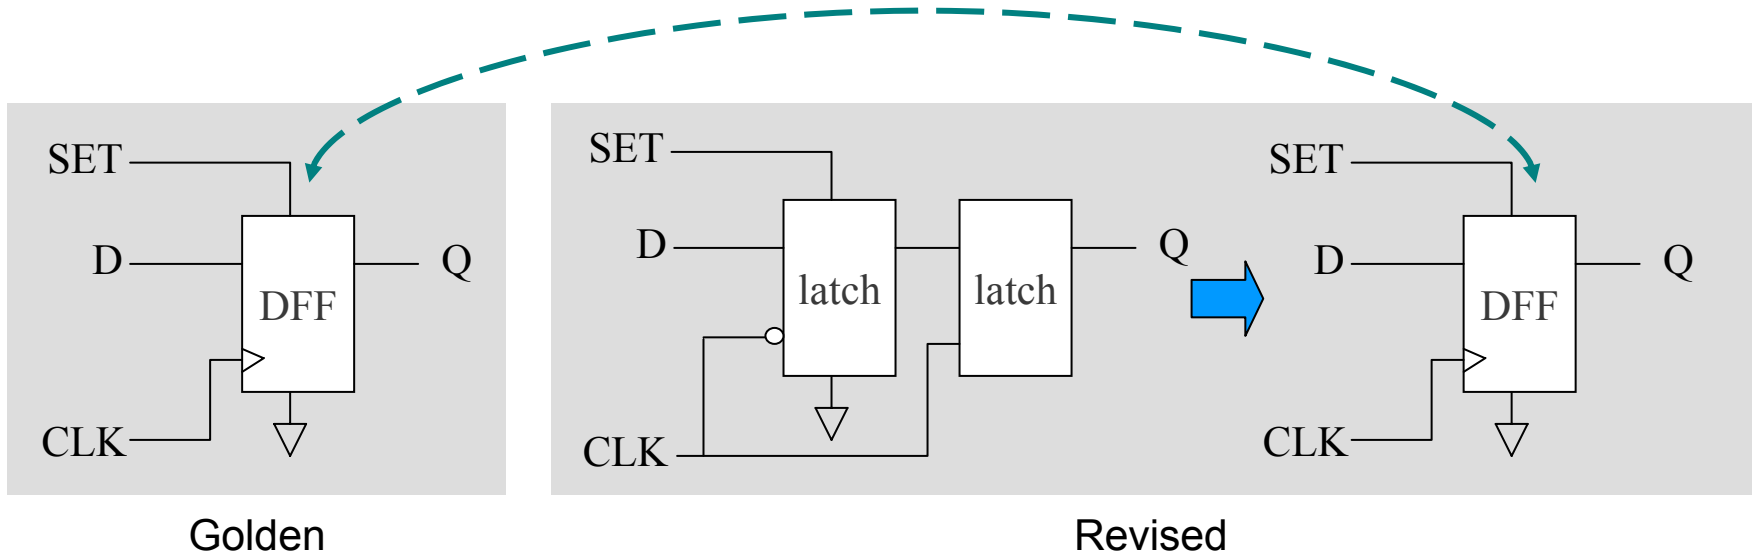 SET
D
DFF
Q
CLK
Golden
SET
D
latch
latch
Q
CLK
SET
D
DFF
Q
CLK
Revised